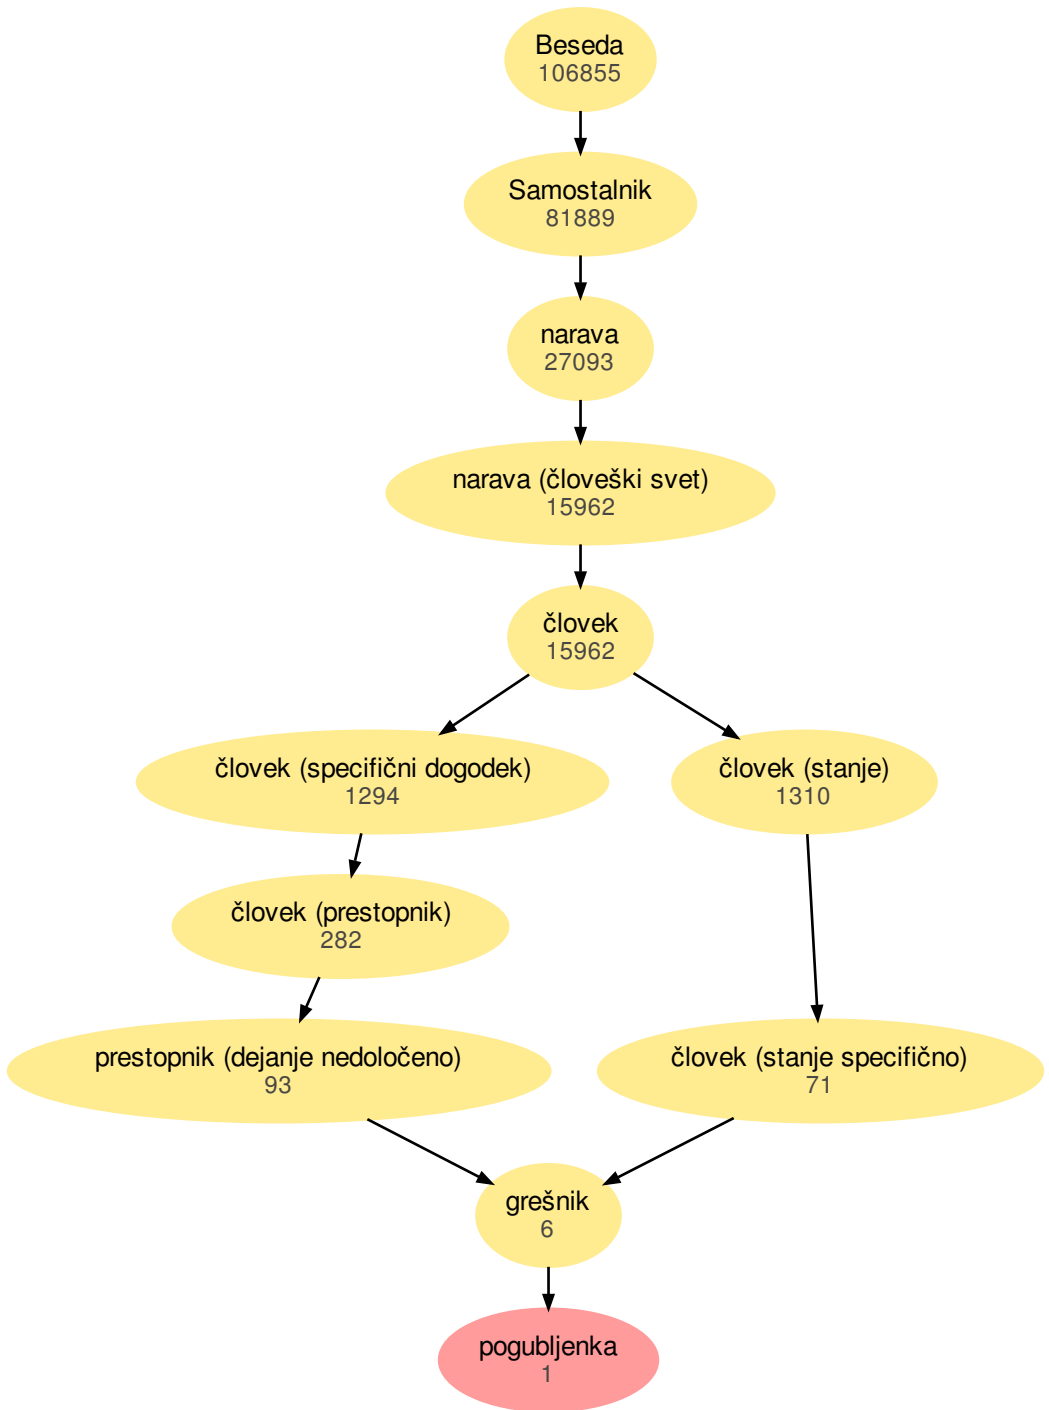 Beseda
106855
Samostalnik
81889
narava
27093
narava (človeški svet)
15962
človek
15962
človek (specifični dogodek)
1294
človek (stanje)
1310
človek (prestopnik)
282
prestopnik (dejanje nedoločeno)
93
človek (stanje specifično)
71
grešnik
6
pogubljenka
1